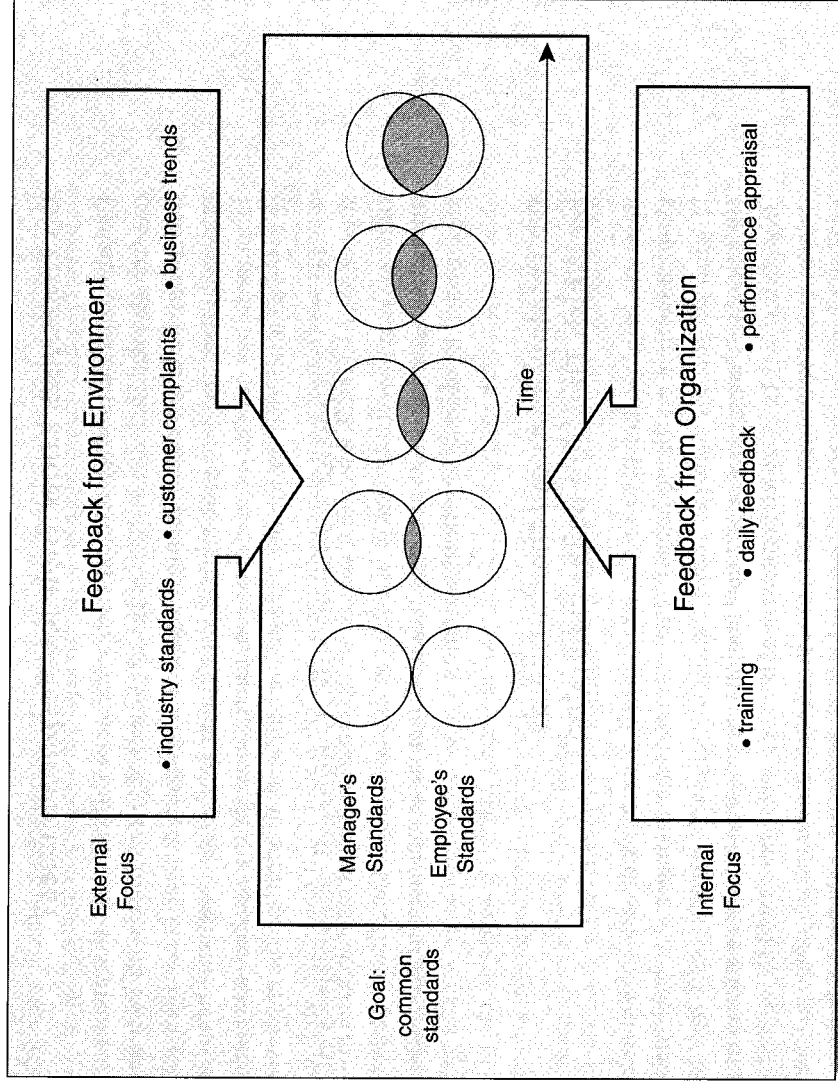 External
Focus
Feedback from Environment
• industry standards • customer complaints • business trends
Goal:
common
standards
Manager's
Standards
Employee's
Standards
Time
Internal
Focus
Feedback from Organization
• training • daily feedback • performance appraisal